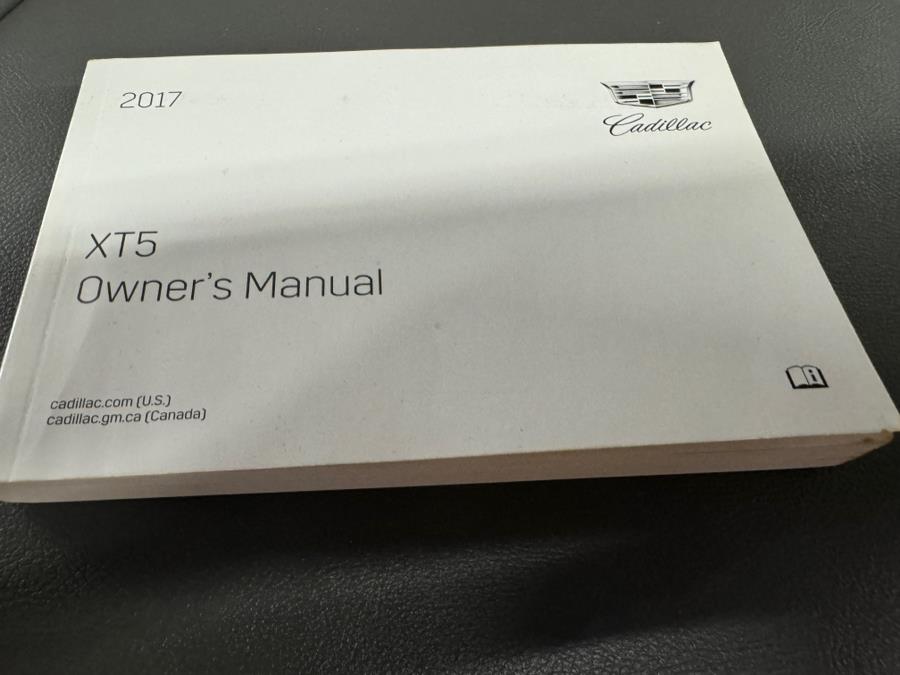 2017
Cadillac
XT5
Owner's Manual
cadillac.com (U.S.)
cadillac.gm.ca (Canada)
i